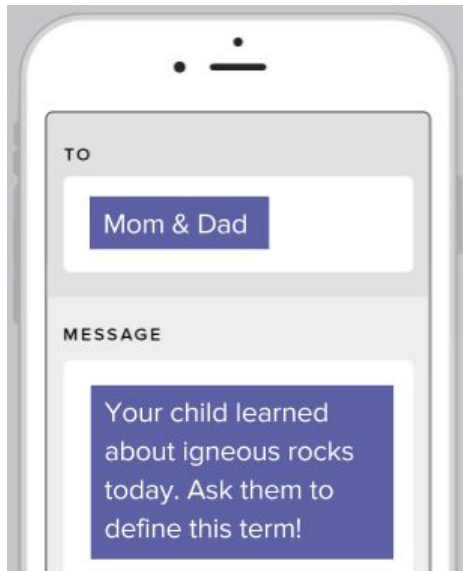 TO
Mom & Dad
MESSAGE
Your child learned
about igneous rocks
today. Ask them to
define this term!